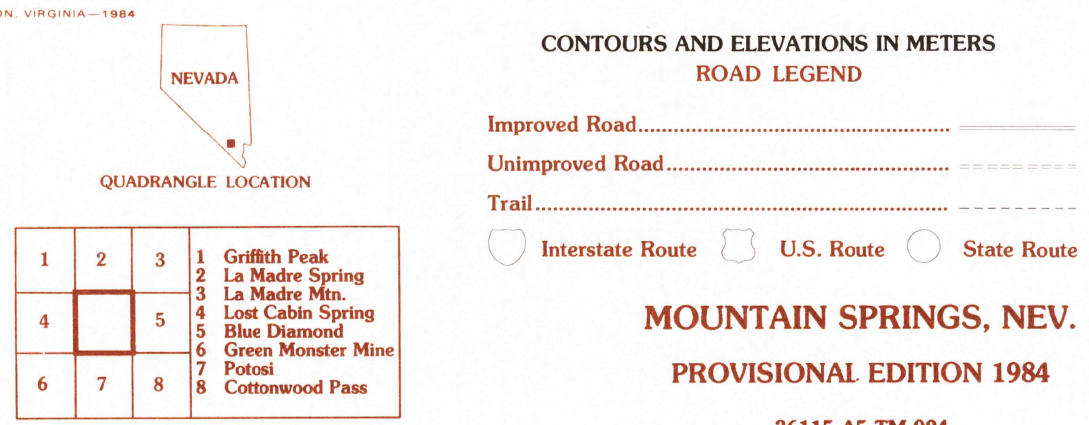 VIRGINIA—1984
NEVADA
QUADRANGLE LOCATION
1 2 3
4 5
6 7 8
1 Griffith Peak
2 La Madre Spring
3 La Madre Mtn.
4 Lost Cabin Spring
5 Blue Diamond
6 Green Monster Mine
7 Potosi
8 Cottonwood Pass
CONTOURS AND ELEVATIONS IN METERS
ROAD LEGEND
Improved Road
Unimproved Road
Trail
Interstate Route U.S. Route State Route
MOUNTAIN SPRINGS, NEV.
PROVISIONAL EDITION 1984